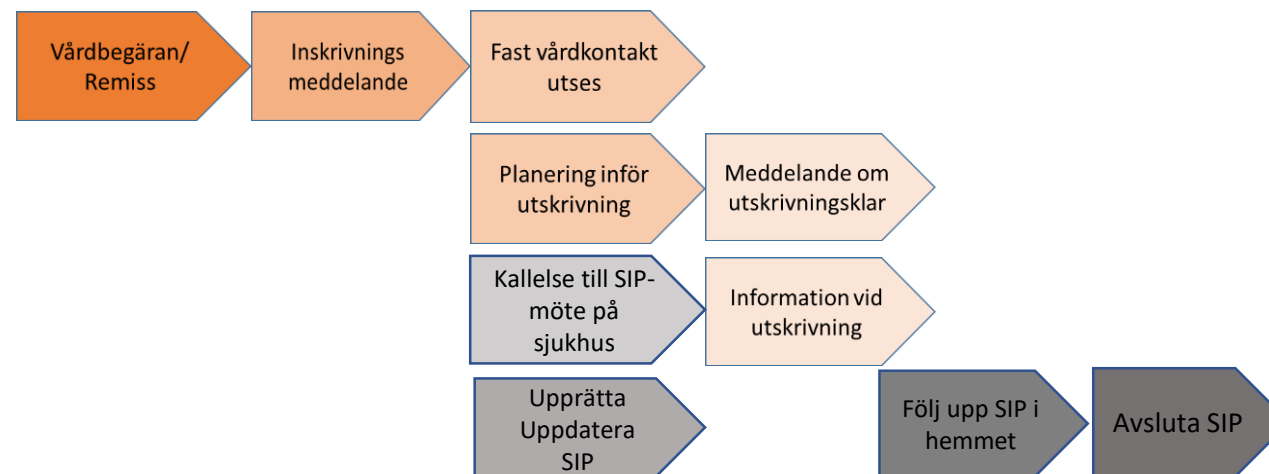 Vårdbegäran/
Remiss
Inskrivnings
meddelande
Fast vårdkontakt
utses
Planering inför
utskrivning
Meddelande om
utskrivningsklar
Kallelse till SIP-
möte på
sjukhus
Information vid
utskrivning
Upprätta
Uppdatera
SIP
Följ upp SIP i
hemmet
Avsluta SIP